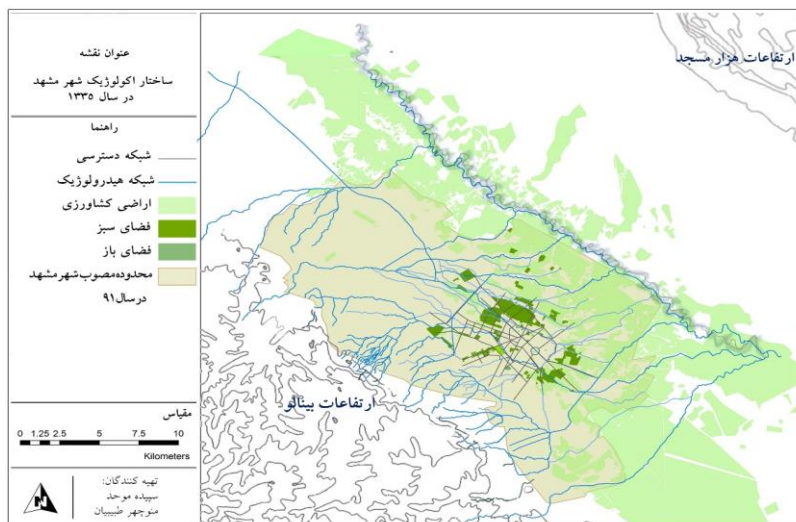 عنوان نقشه
ساختار اکولوژیک شهر مشهد
در سال ۱۳۳۵
راهنما
شبکه دسترسی
شبکه هیدرولوژیک
اراضی کشاورزی
فضای سبز
فضای باز
محدوده مصوب شهر مشهد
در سال ۹۱
مقیاس
0 1.25 2.5 5 7.5 10
Kilometers
تهیه کنندگان:
سپیده موحد
منوچهر طبیبیان
N
ارتفاعات هزار مسجد
ارتفاعات بینالو